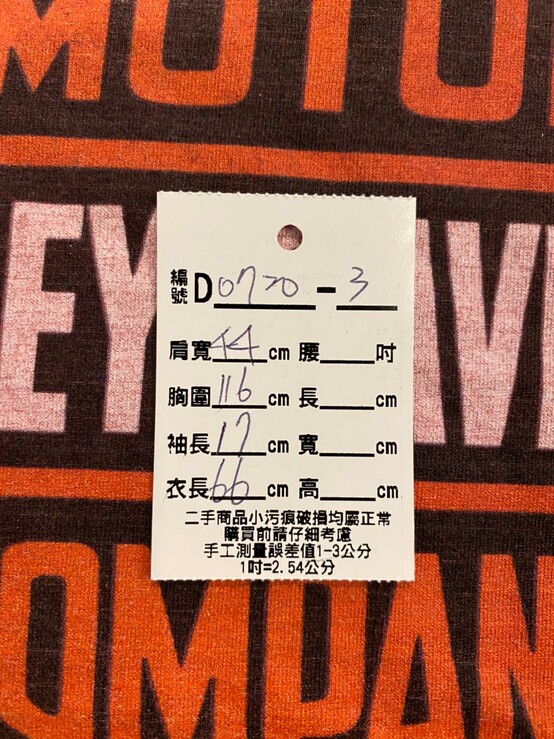 MOTO
EY AV
編號 D 0720 - 3
肩寬 44 cm 腰____吋
胸圍 116 cm 長____cm
袖長 17 cm 寬____cm
衣長 66 cm 高____cm
二手商品小污痕破損均屬正常
購買前請仔細考慮
手工測量誤差值1-3公分
1吋=2.54公分
OMPAN